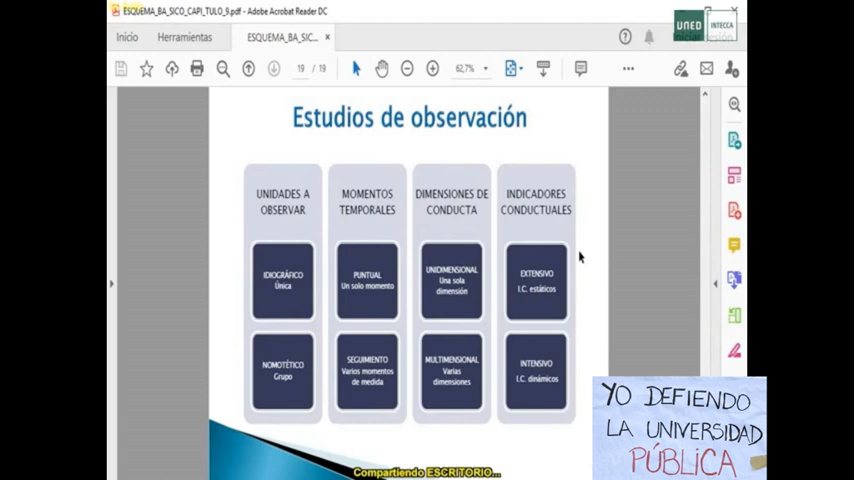 ESQUEMA_BA_SICO_CAPI_TULO_9.pdf - Adobe Acrobat Reader DC
UNED INTECCA
Inicio Herramientas ESQUEMA_BA_SIC... × Iniciar sesión
19 / 19 62,7%
Estudios de observación
UNIDADES A
OBSERVAR
IDIOGRÁFICO
Única
NOMOTÉTICO
Grupo
MOMENTOS
TEMPORALES
PUNTUAL
Un solo momento
SEGUIMIENTO
Varios momentos
de medida
DIMENSIONES DE
CONDUCTA
UNIDIMENSIONAL
Una sola
dimensión
MULTIMENSIONAL
Varias
dimensiones
INDICADORES
CONDUCTUALES
EXTENSIVO
I.C. estáticos
INTENSIVO
I.C. dinámicos
YO DEFIENDO
LA UNIVERSIDAD
PÚBLICA
Compartiendo ESCRITORIO...